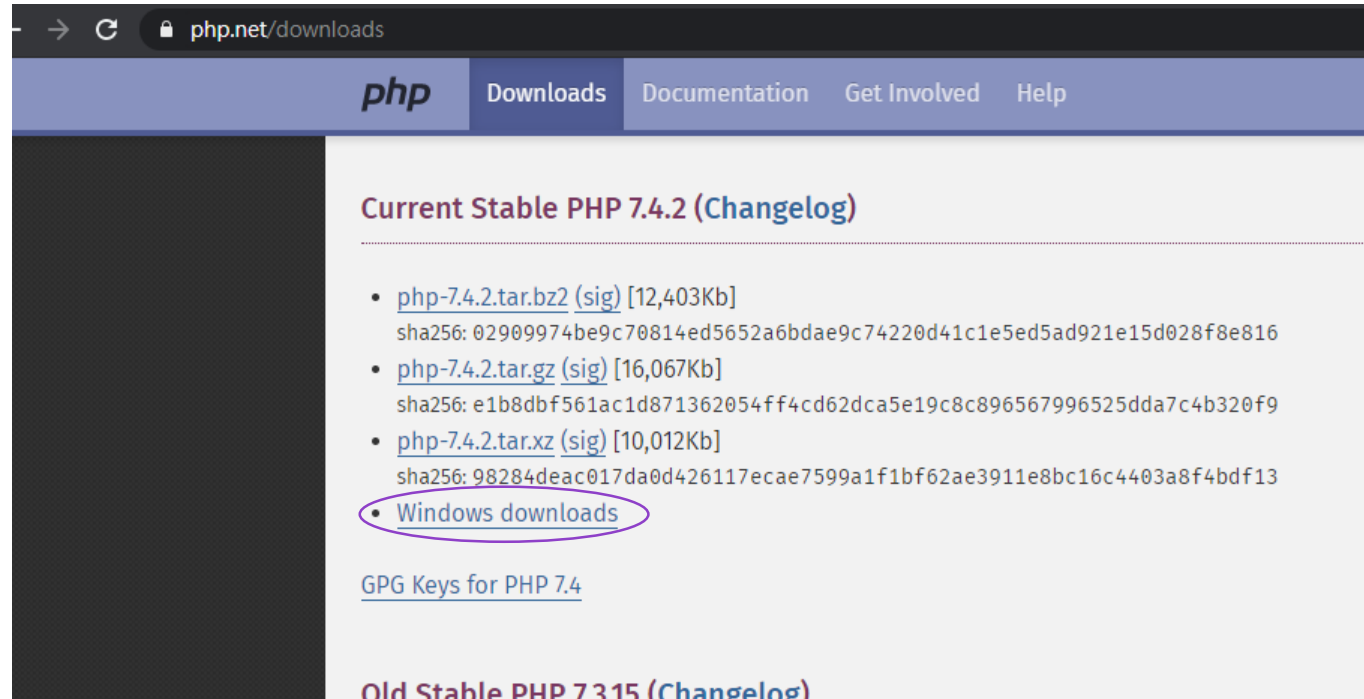 php.net/downloads
php Downloads Documentation Get Involved Help
Current Stable PHP 7.4.2 (Changelog)
php-7.4.2.tar.bz2 (sig) [12,403Kb]
sha256: 02909974be9c70814ed5652a6bdae9c74220d41c1e5ed5ad921e15d028f8e816
php-7.4.2.tar.gz (sig) [16,067Kb]
sha256: e1b8dbf561ac1d871362054ff4cd62dca5e19c8c896567996525dda7c4b320f9
php-7.4.2.tar.xz (sig) [10,012Kb]
sha256: 98284deac017da0d426117ecae7599a1f1bf62ae3911e8bc16c4403a8f4bdf13
Windows downloads
GPG Keys for PHP 7.4
Old Stable PHP 7.3.15 (Changelog)